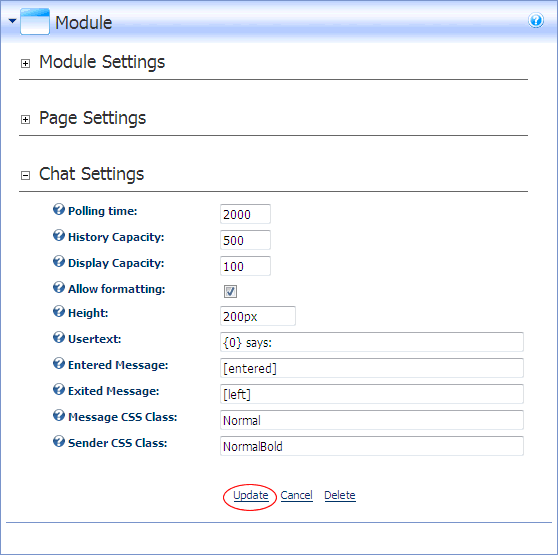 Module
Module Settings
Page Settings
Chat Settings
Polling time: 2000
History Capacity: 500
Display Capacity: 100
Allow formatting:
Height: 200px
Usertext: {0} says:
Entered Message: [entered]
Exited Message: [left]
Message CSS Class: Normal
Sender CSS Class: NormalBold
Update Cancel Delete